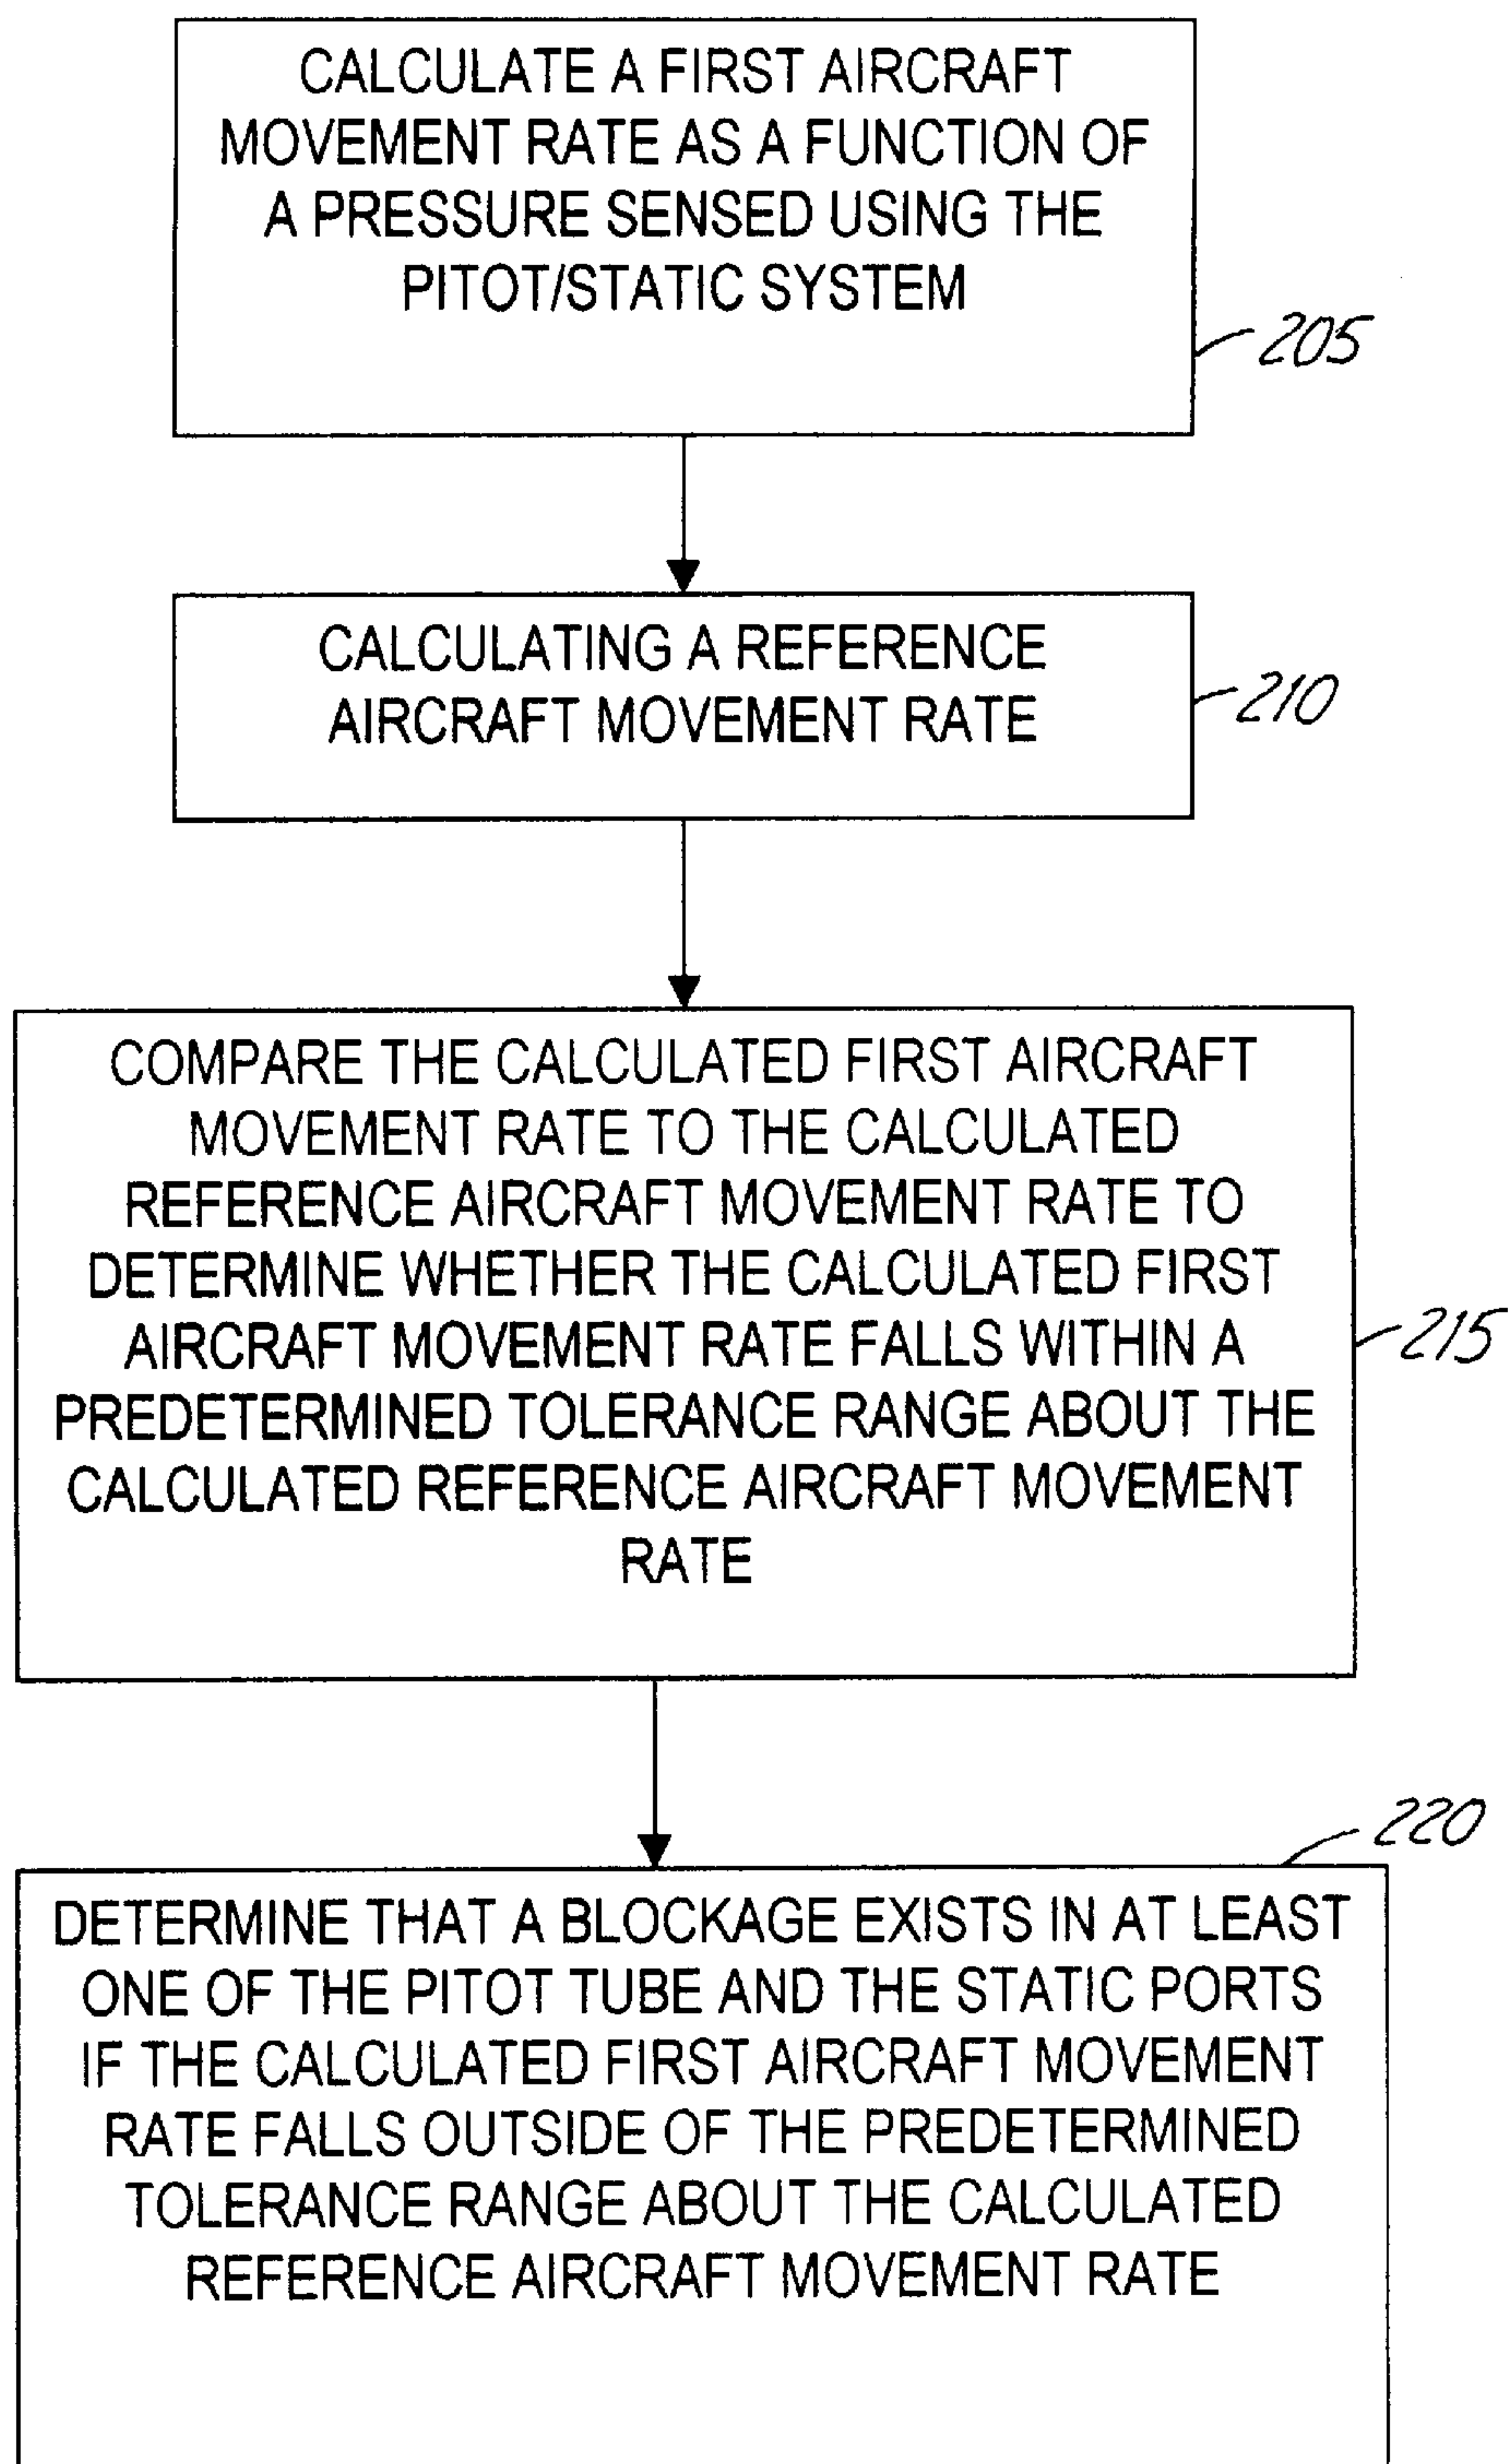 CALCULATE A FIRST AIRCRAFT
MOVEMENT RATE AS A FUNCTION OF
A PRESSURE SENSED USING THE
PITOT/STATIC SYSTEM
205
CALCULATING A REFERENCE
AIRCRAFT MOVEMENT RATE
210
COMPARE THE CALCULATED FIRST AIRCRAFT
MOVEMENT RATE TO THE CALCULATED
REFERENCE AIRCRAFT MOVEMENT RATE TO
DETERMINE WHETHER THE CALCULATED FIRST
AIRCRAFT MOVEMENT RATE FALLS WITHIN A
PREDETERMINED TOLERANCE RANGE ABOUT THE
CALCULATED REFERENCE AIRCRAFT MOVEMENT
RATE
215
220
DETERMINE THAT A BLOCKAGE EXISTS IN AT LEAST
ONE OF THE PITOT TUBE AND THE STATIC PORTS
IF THE CALCULATED FIRST AIRCRAFT MOVEMENT
RATE FALLS OUTSIDE OF THE PREDETERMINED
TOLERANCE RANGE ABOUT THE CALCULATED
REFERENCE AIRCRAFT MOVEMENT RATE